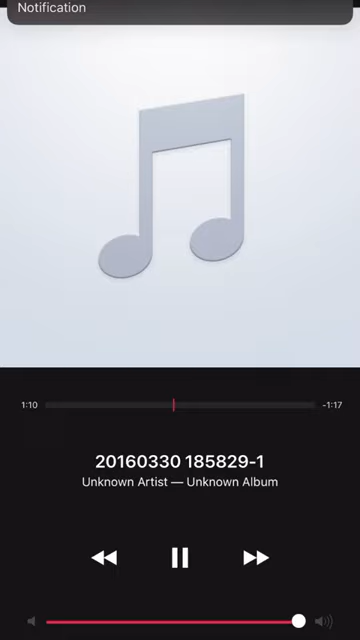 Notification
1:10
-1:17
20160330 185829-1
Unknown Artist — Unknown Album